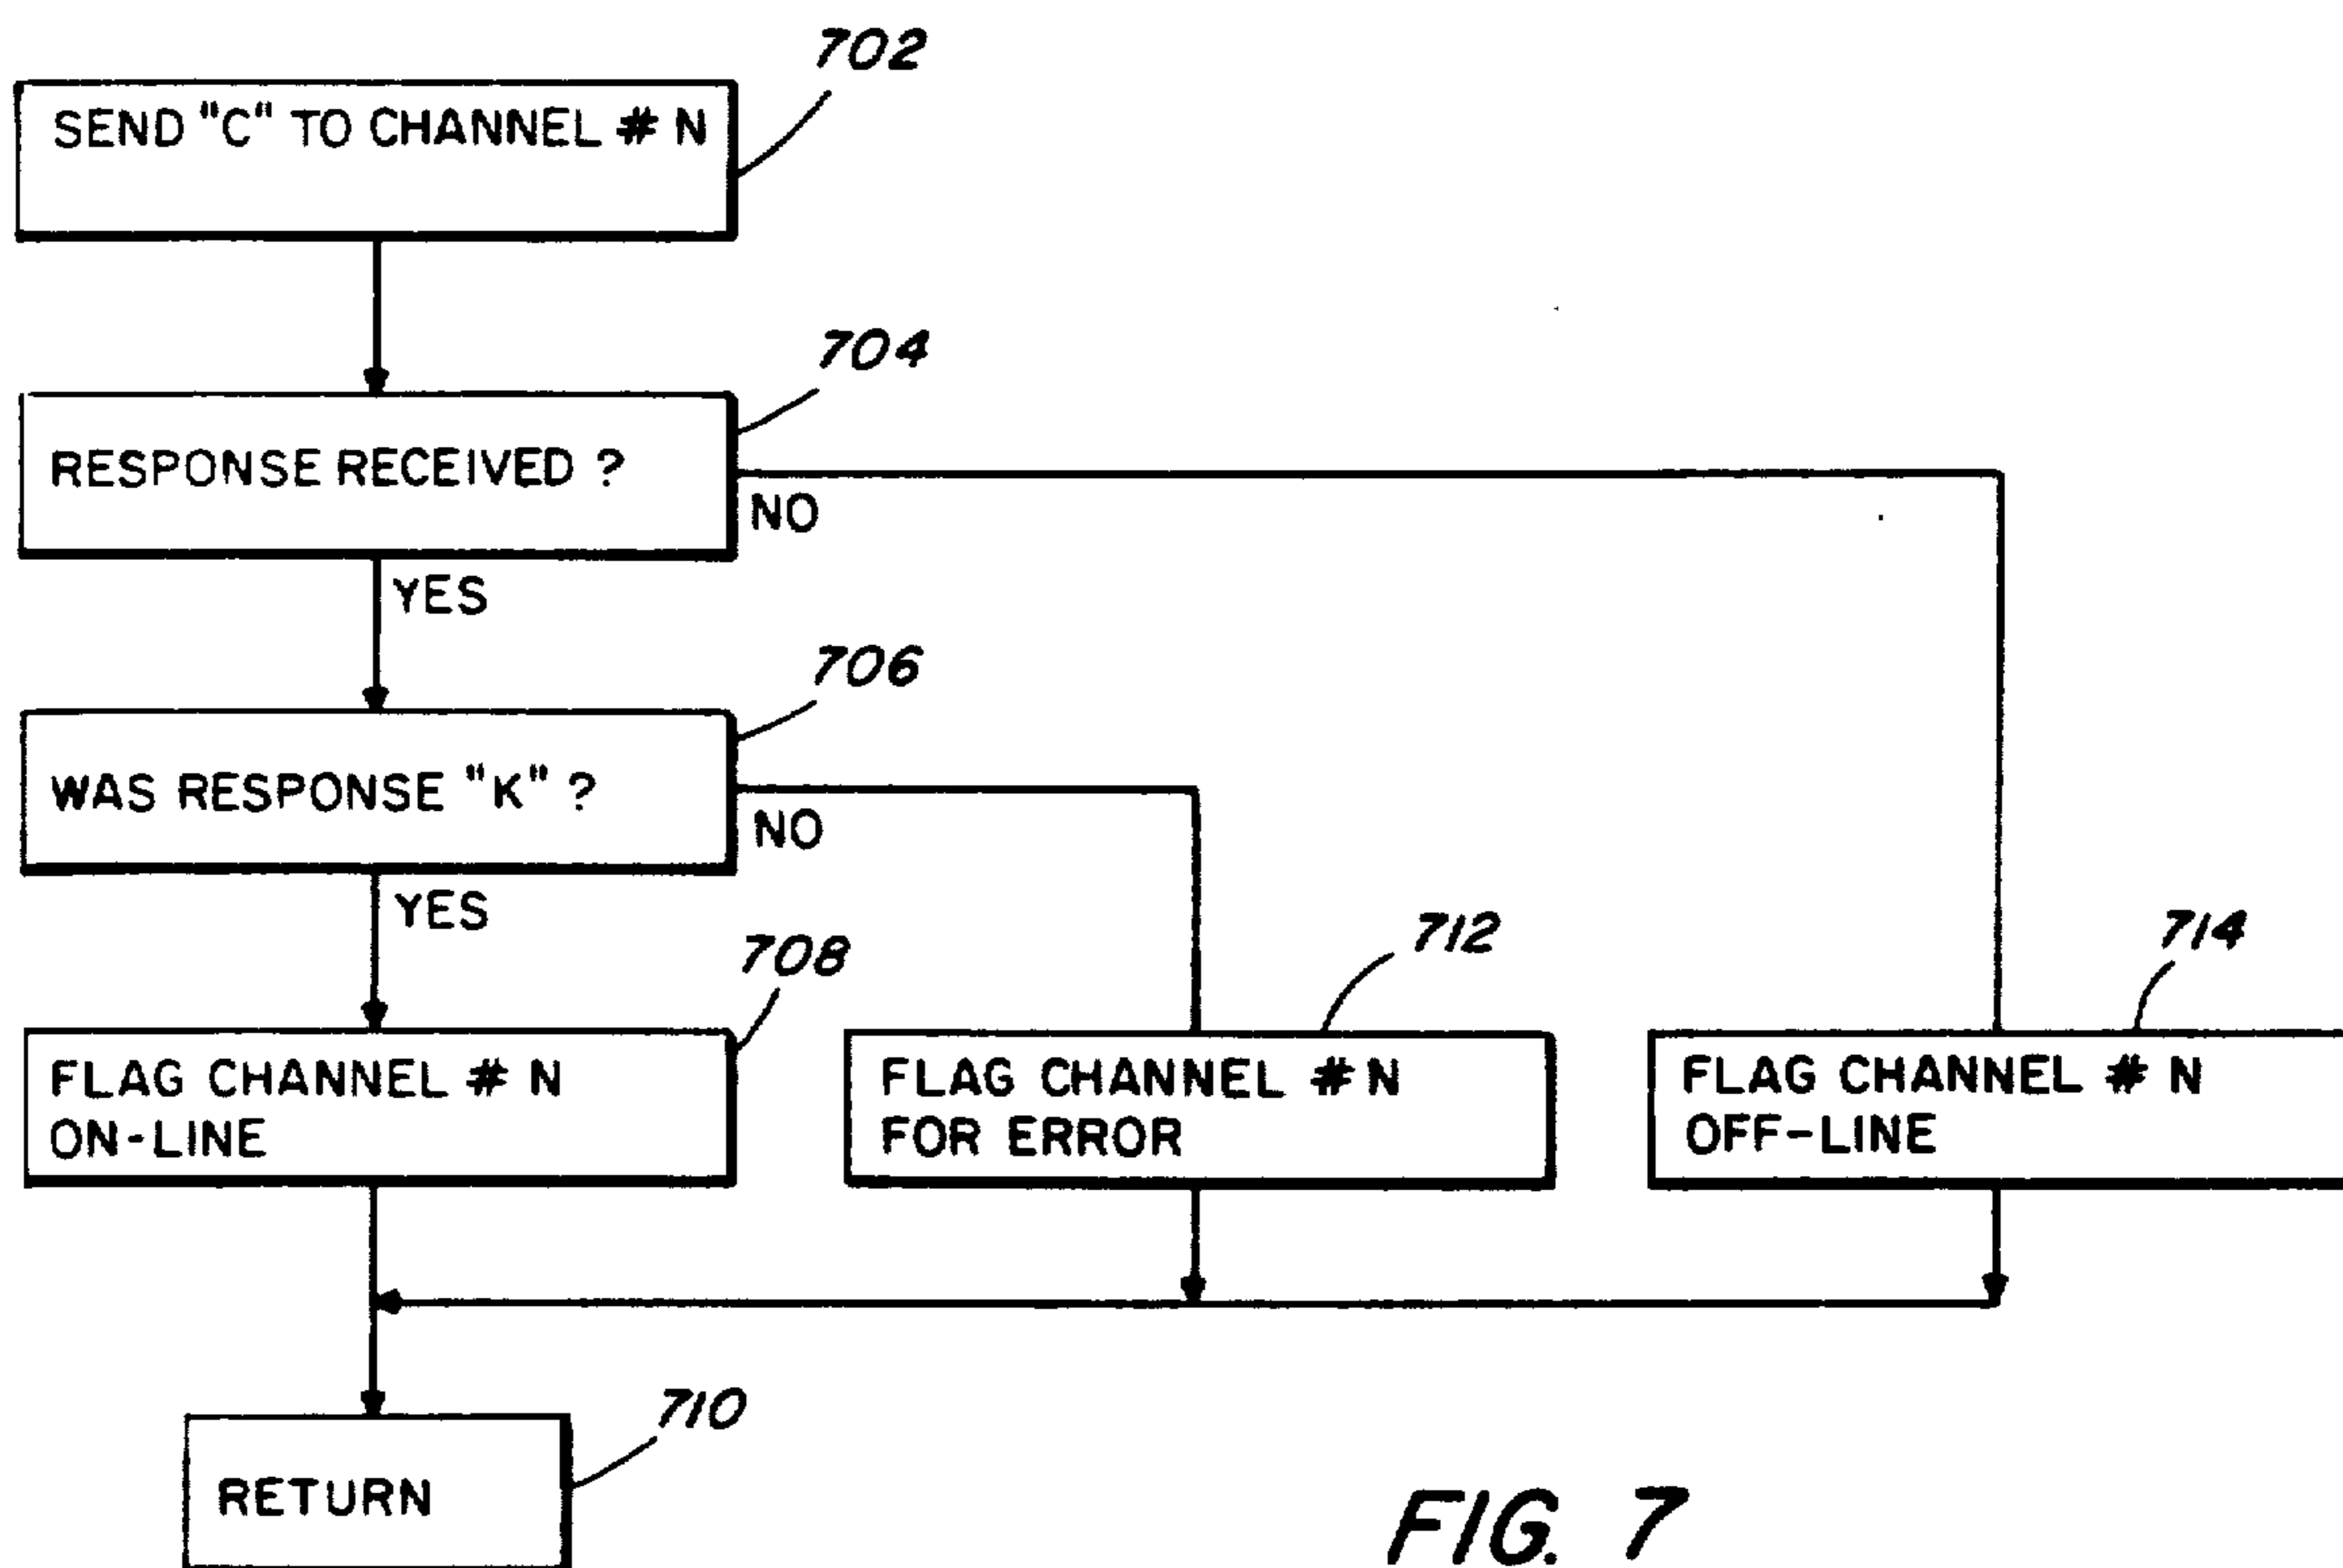 702
SEND "C" TO CHANNEL # N
704
RESPONSE RECEIVED ?
NO
YES
706
WAS RESPONSE "K" ?
NO
YES
708
712
714
FLAG CHANNEL # N
ON-LINE
FLAG CHANNEL # N
FOR ERROR
FLAG CHANNEL # N
OFF-LINE
710
RETURN
FIG. 7